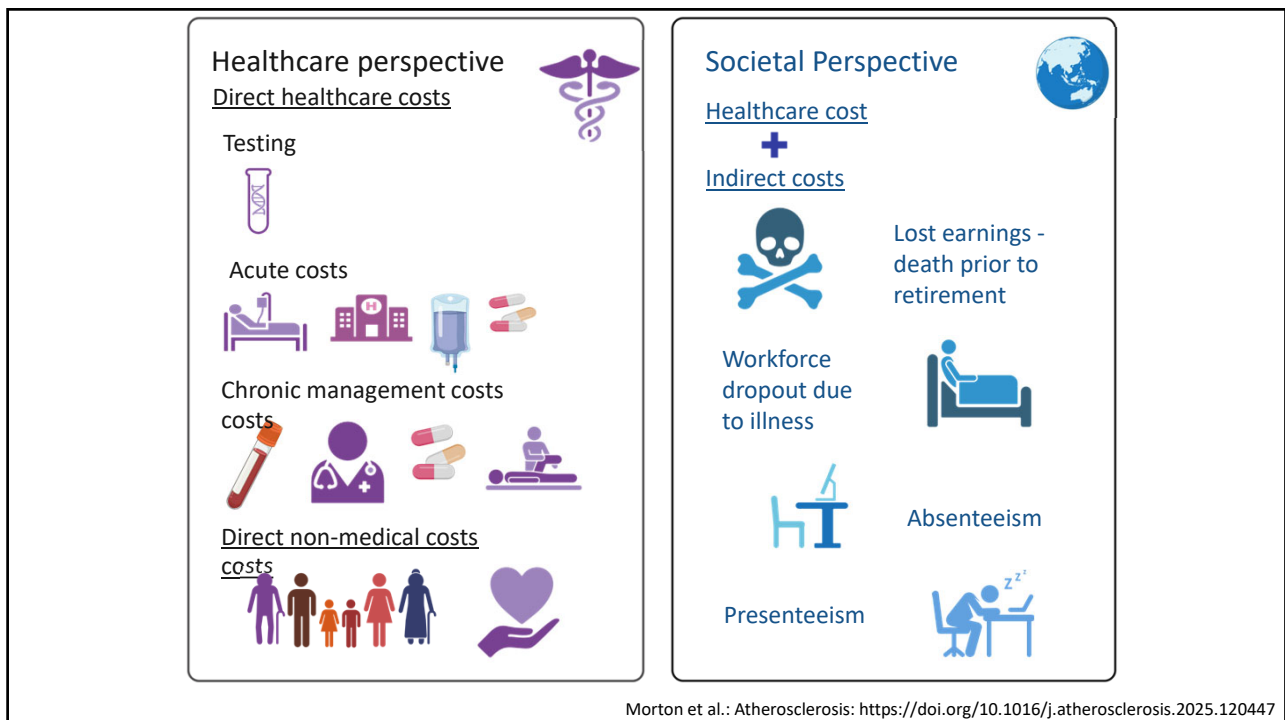 Healthcare perspective
Direct healthcare costs
Testing
Acute costs
H
Chronic management costs
costs
Direct non-medical costs
costs
Societal Perspective
Healthcare cost
+
Indirect costs
Lost earnings -
death prior to
retirement
Workforce
dropout due
to illness
Absenteeism
Presenteeism
z z z
Morton et al.: Atherosclerosis: https://doi.org/10.1016/j.atherosclerosis.2025.120447